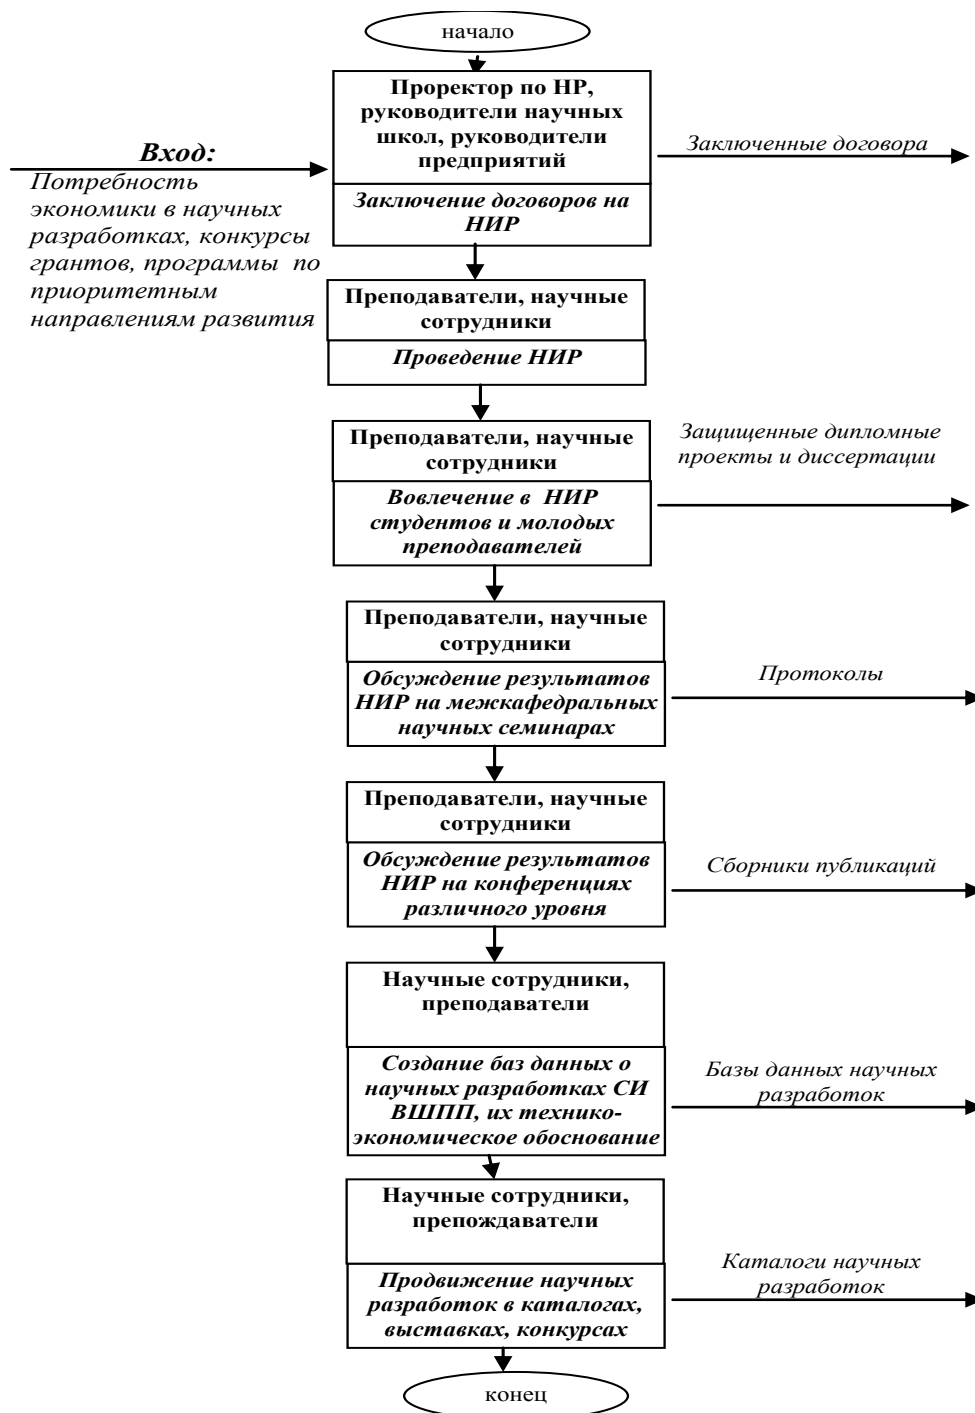 начало
Проректор по НР,
руководители научных
школ, руководители
предприятий
Заключение договоров на
НИР
Вход:
Потребность
экономики в научных
разработках, конкурсы
грантов, программы по
приоритетным
направлениям развития
Заключенные договора
Преподаватели, научные
сотрудники
Проведение НИР
Преподаватели, научные
сотрудники
Вовлечение в НИР
студентов и молодых
преподавателей
Защищенные дипломные
проекты и диссертации
Преподаватели, научные
сотрудники
Обсуждение результатов
НИР на межкафедральных
научных семинарах
Протоколы
Преподаватели, научные
сотрудники
Обсуждение результатов
НИР на конференциях
различного уровня
Сборники публикаций
Научные сотрудники,
преподаватели
Создание баз данных о
научных разработках СИ
ВШПП, их технико-
экономическое обоснование
Базы данных научных
разработок
Научные сотрудники,
препождаватели
Продвижение научных
разработок в каталогах,
выставках, конкурсах
Каталоги научных
разработок
конец